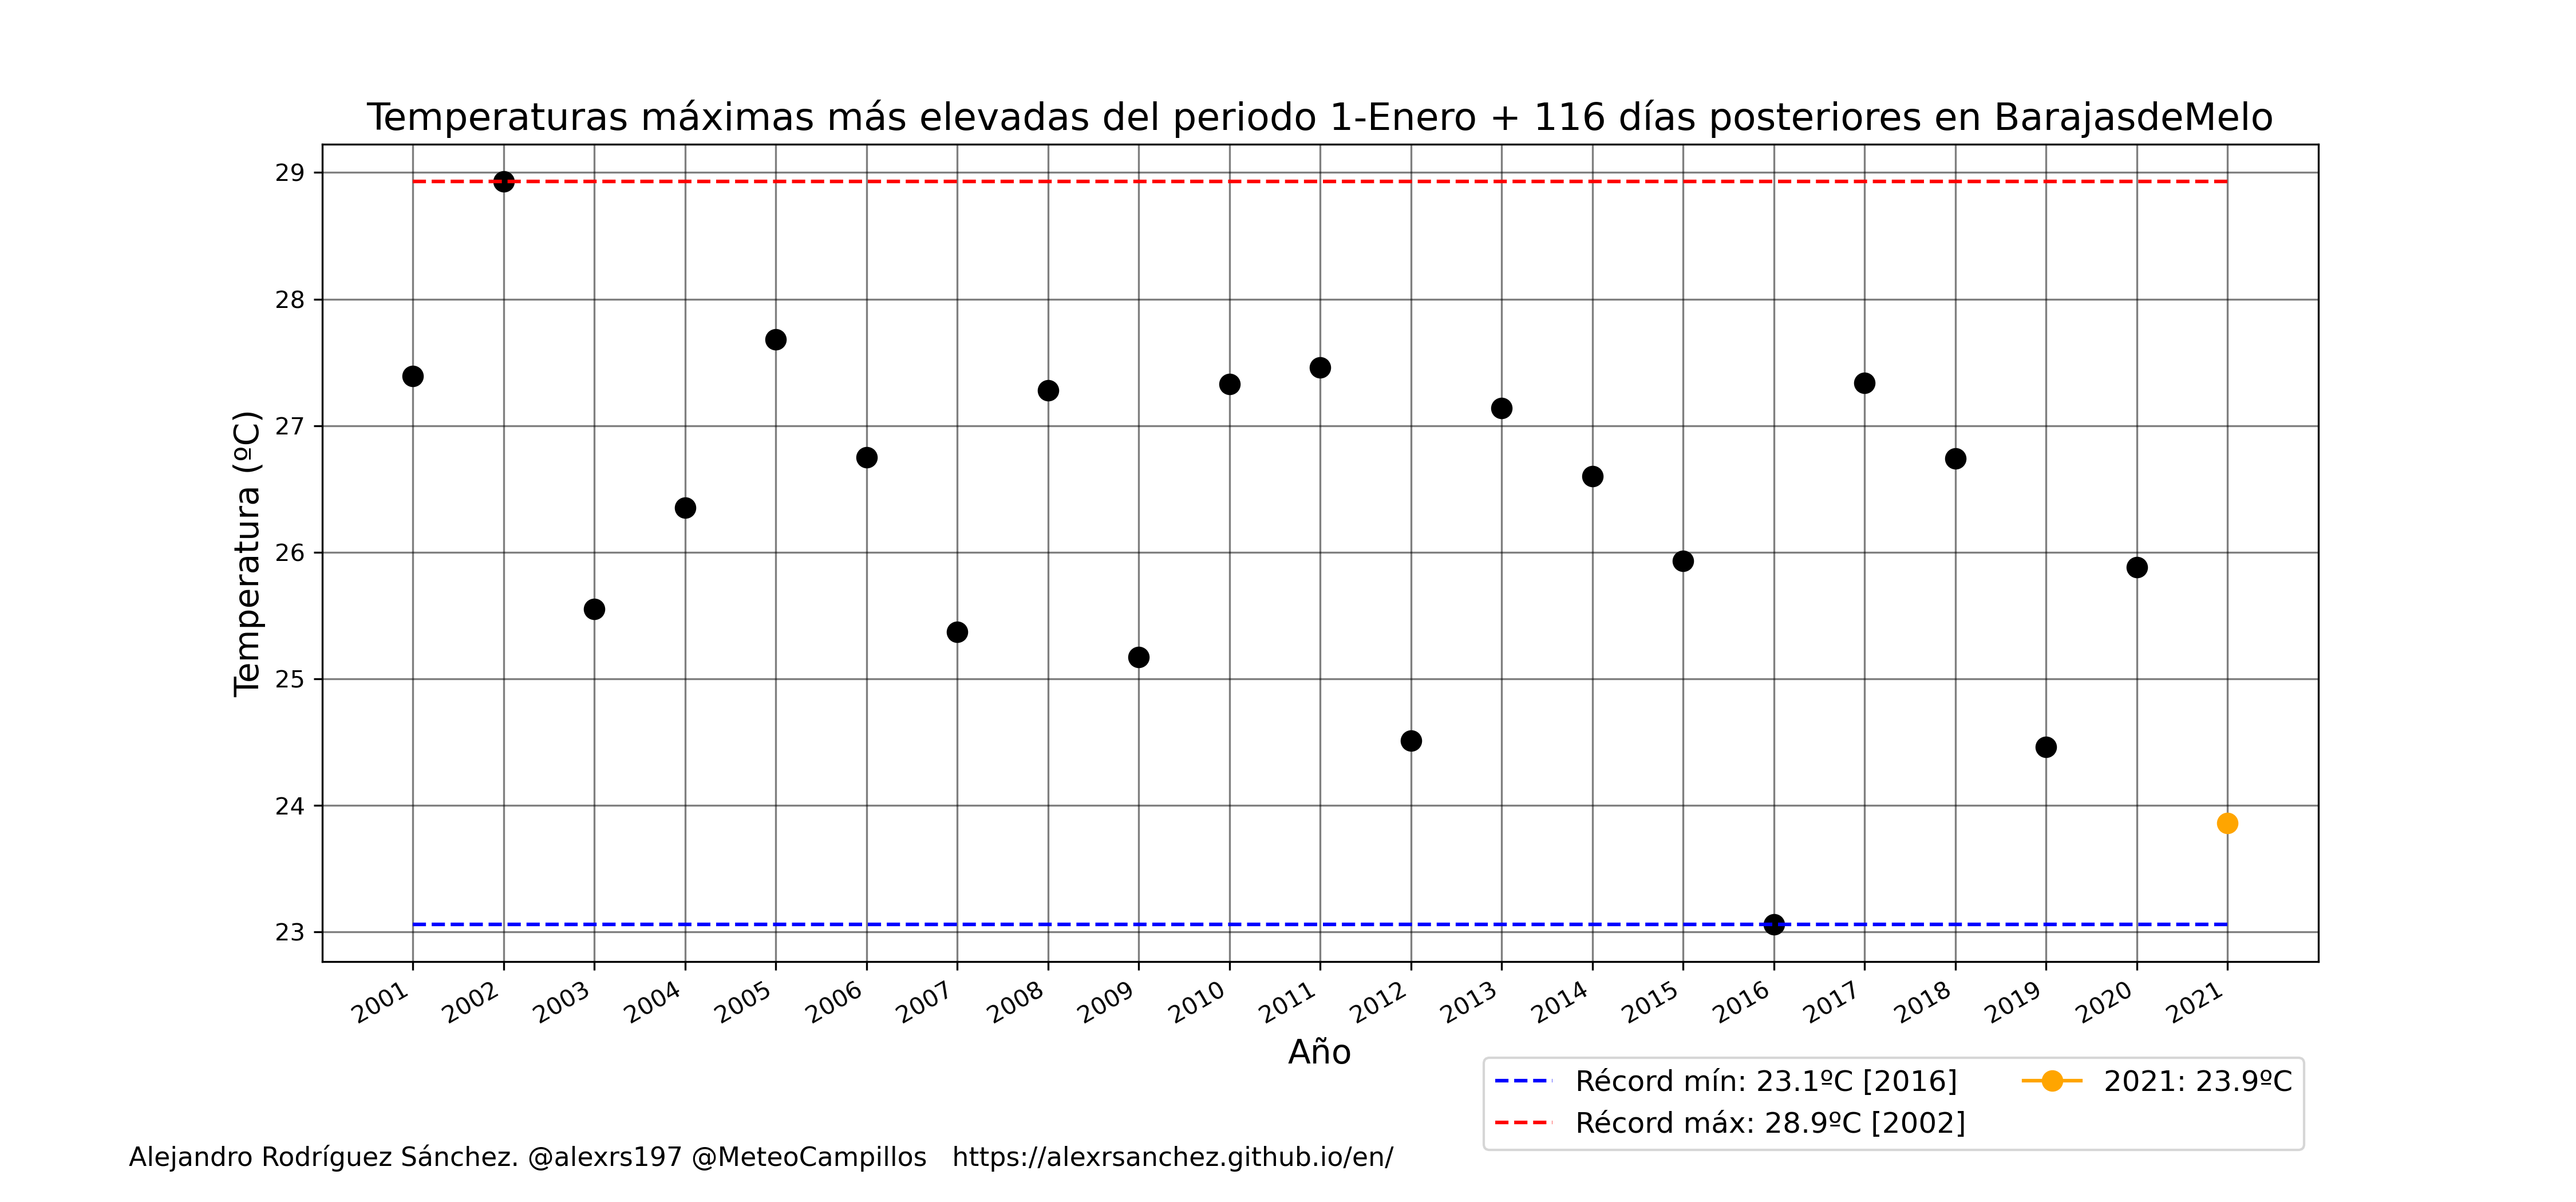 Temperaturas máximas más elevadas del periodo 1-Enero + 116 días posteriores en BarajasdeMelo
Temperatura (ºC)
29
28
27
26
25
24
23
2001 2002 2003 2004 2005 2006 2007 2008 2009 2010 2011 2012 2013 2014 2015 2016 2017 2018 2019 2020 2021
Año
Récord mín: 23.1ºC [2016] 2021: 23.9ºC
Récord máx: 28.9ºC [2002]
Alejandro Rodríguez Sánchez. @alexrs197 @MeteoCampillos https://alexrsanchez.github.io/en/